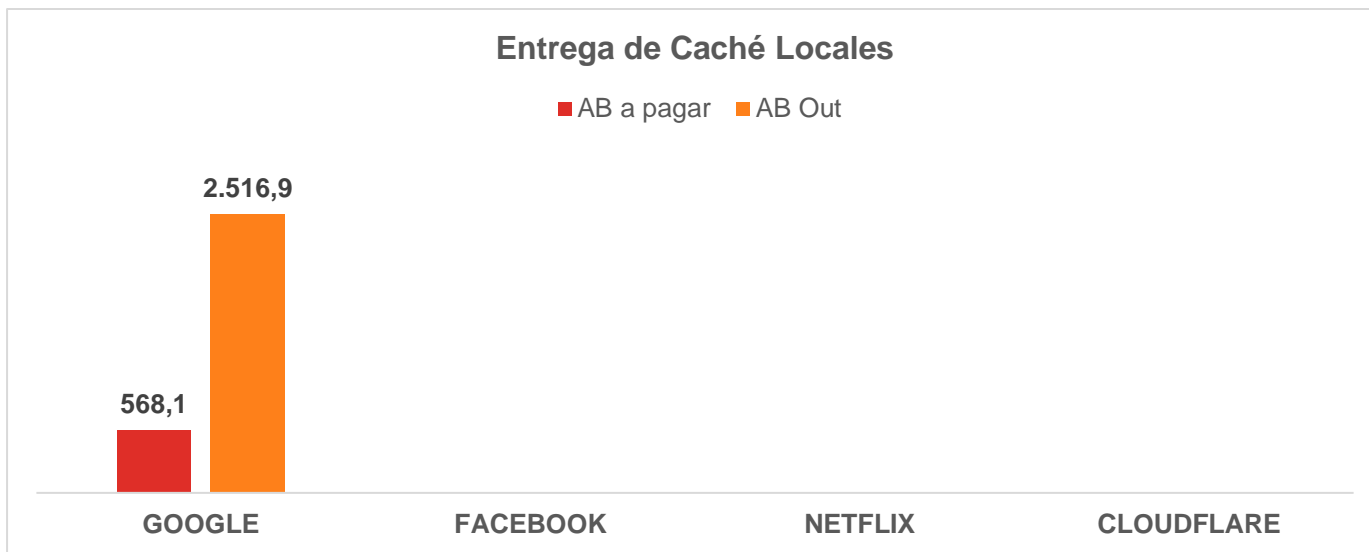 Entrega de Caché Locales
AB a pagar AB Out
2.516,9
568,1
GOOGLE FACEBOOK NETFLIX CLOUDFLARE